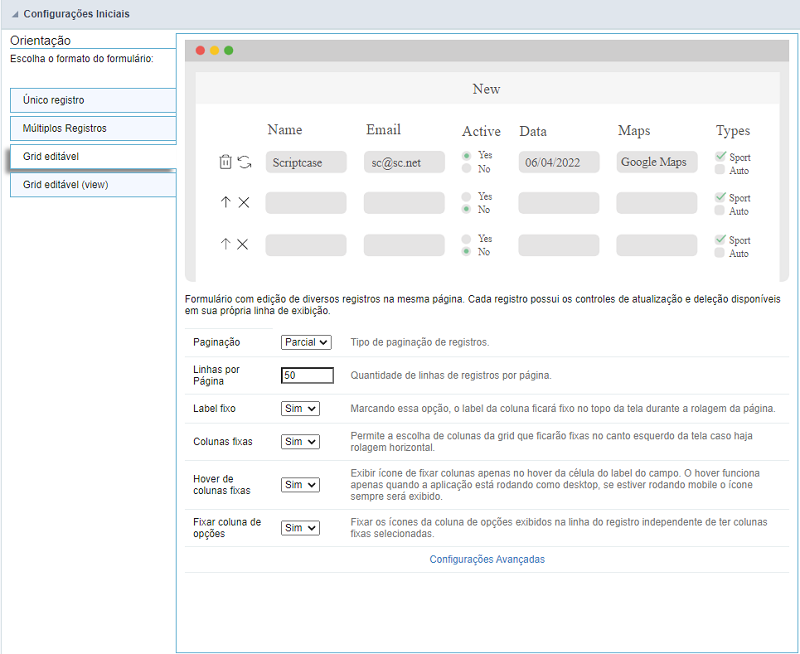 Configurações Iniciais
Orientação
Escolha o formato do formulário:
Único registro
Múltiplos Registros
Grid editável
Grid editável (view)
New
Name Email Active Data Maps Types
Scriptcase sc@sc.net Yes No 06/04/2022 Google Maps Sport Auto
Yes No Sport Auto
Yes No Sport Auto
Formulário com edição de diversos registros na mesma página. Cada registro possui os controles de atualização e deleção disponíveis
em sua própria linha de exibição.
Paginação Parcial Tipo de paginação de registros.
Linhas por
Página 50 Quantidade de linhas de registros por página.
Label fixo Sim Marcando essa opção, o label da coluna ficará fixo no topo da tela durante a rolagem da página.
Colunas fixas Sim Permite a escolha de colunas da grid que ficarão fixas no canto esquerdo da tela caso haja
rolagem horizontal.
Hover de
colunas fixas Sim Exibir ícone de fixar colunas apenas no hover da célula do label do campo. O hover funciona
apenas quando a aplicação está rodando como desktop, se estiver rodando mobile o ícone
sempre será exibido.
Fixar coluna de
opções Sim Fixar os ícones da coluna de opções exibidos na linha do registro independente de ter colunas
fixas selecionadas.
Configurações Avançadas